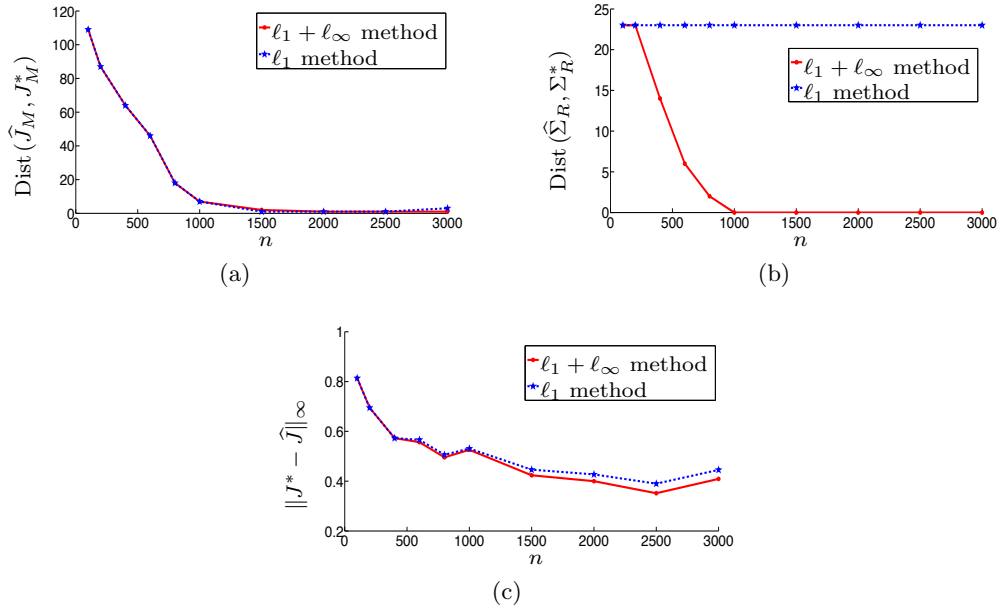 120
100
80
60
40
20
0
0 500 1000 1500 2000 2500 3000
n
Dist (Ĵ_M, J*_M)
ℓ₁ + ℓ∞ method
ℓ₁ method
(a)
25
20
15
10
5
0
0 500 1000 1500 2000 2500 3000
n
Dist (Σ̂_R, Σ*_R)
ℓ₁ + ℓ∞ method
ℓ₁ method
(b)
1
0.8
0.6
0.4
0.2
0 500 1000 1500 2000 2500 3000
n
||J* − Ĵ||∞
ℓ₁ + ℓ∞ method
ℓ₁ method
(c)